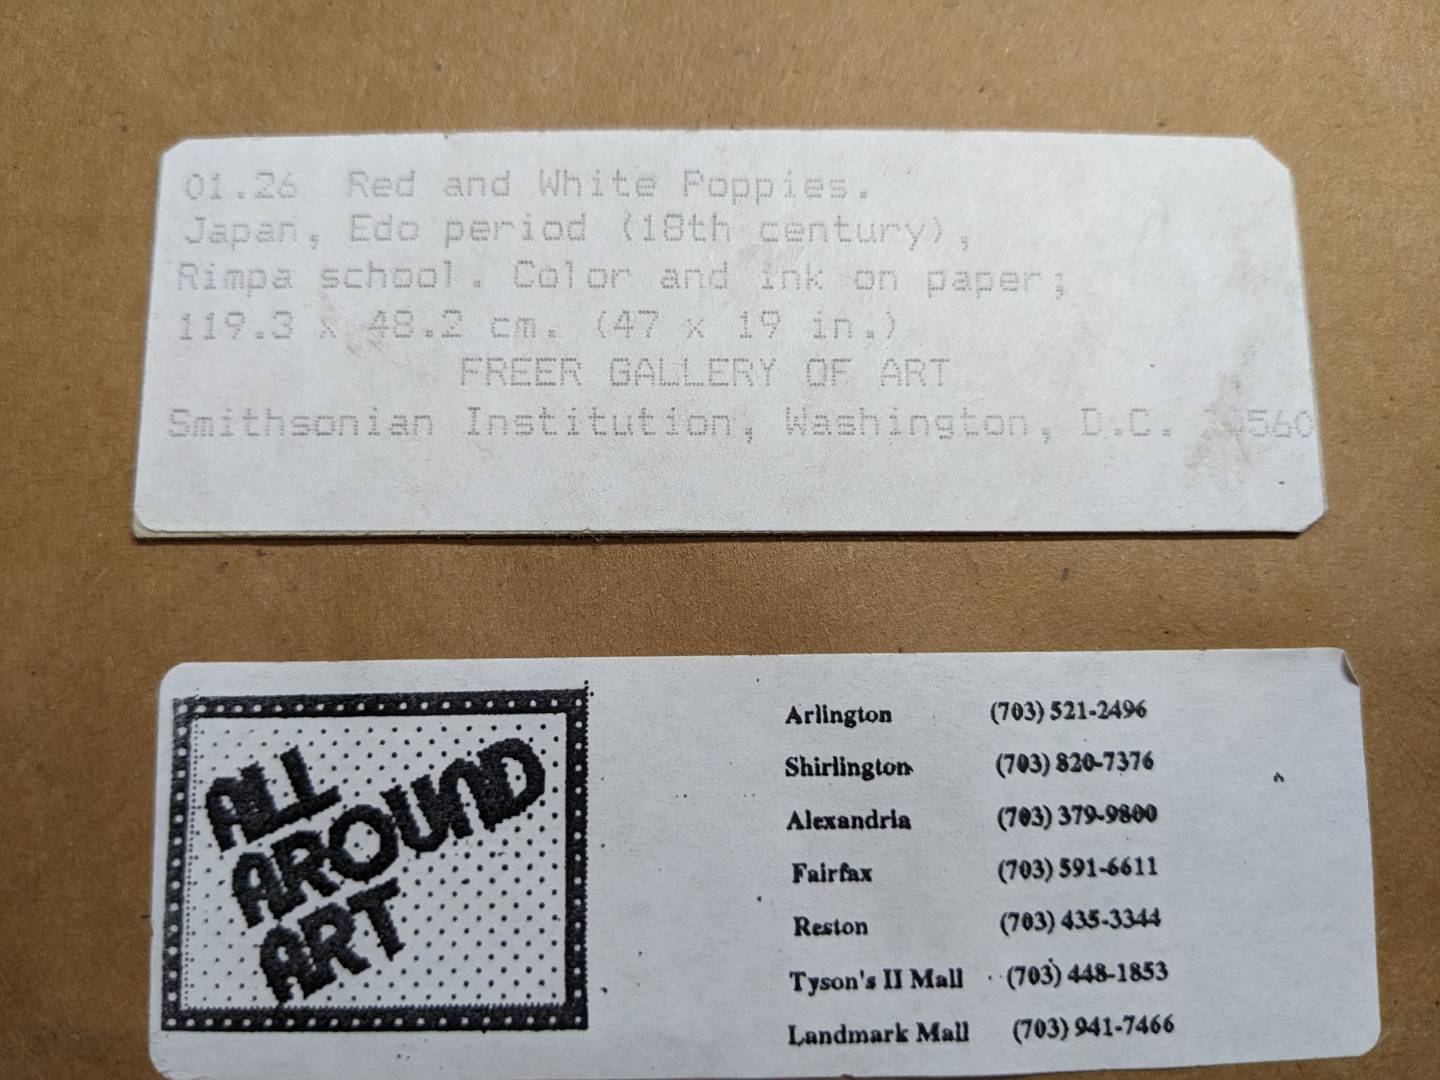 01.26 Red and White Poppies.
Japan, Edo period (18th century),
Rimpa school. Color and ink on paper;
119.3 x 48.2 cm. (47 x 19 in.)
FREER GALLERY OF ART
Smithsonian Institution, Washington, D.C.
ALL
AROUND
ART
Arlington (703) 521-2496
Shirlington (703) 820-7376
Alexandria (703) 379-9800
Fairfax (703) 591-6611
Reston (703) 435-3344
Tyson's II Mall (703) 448-1853
Landmark Mall (703) 941-7466